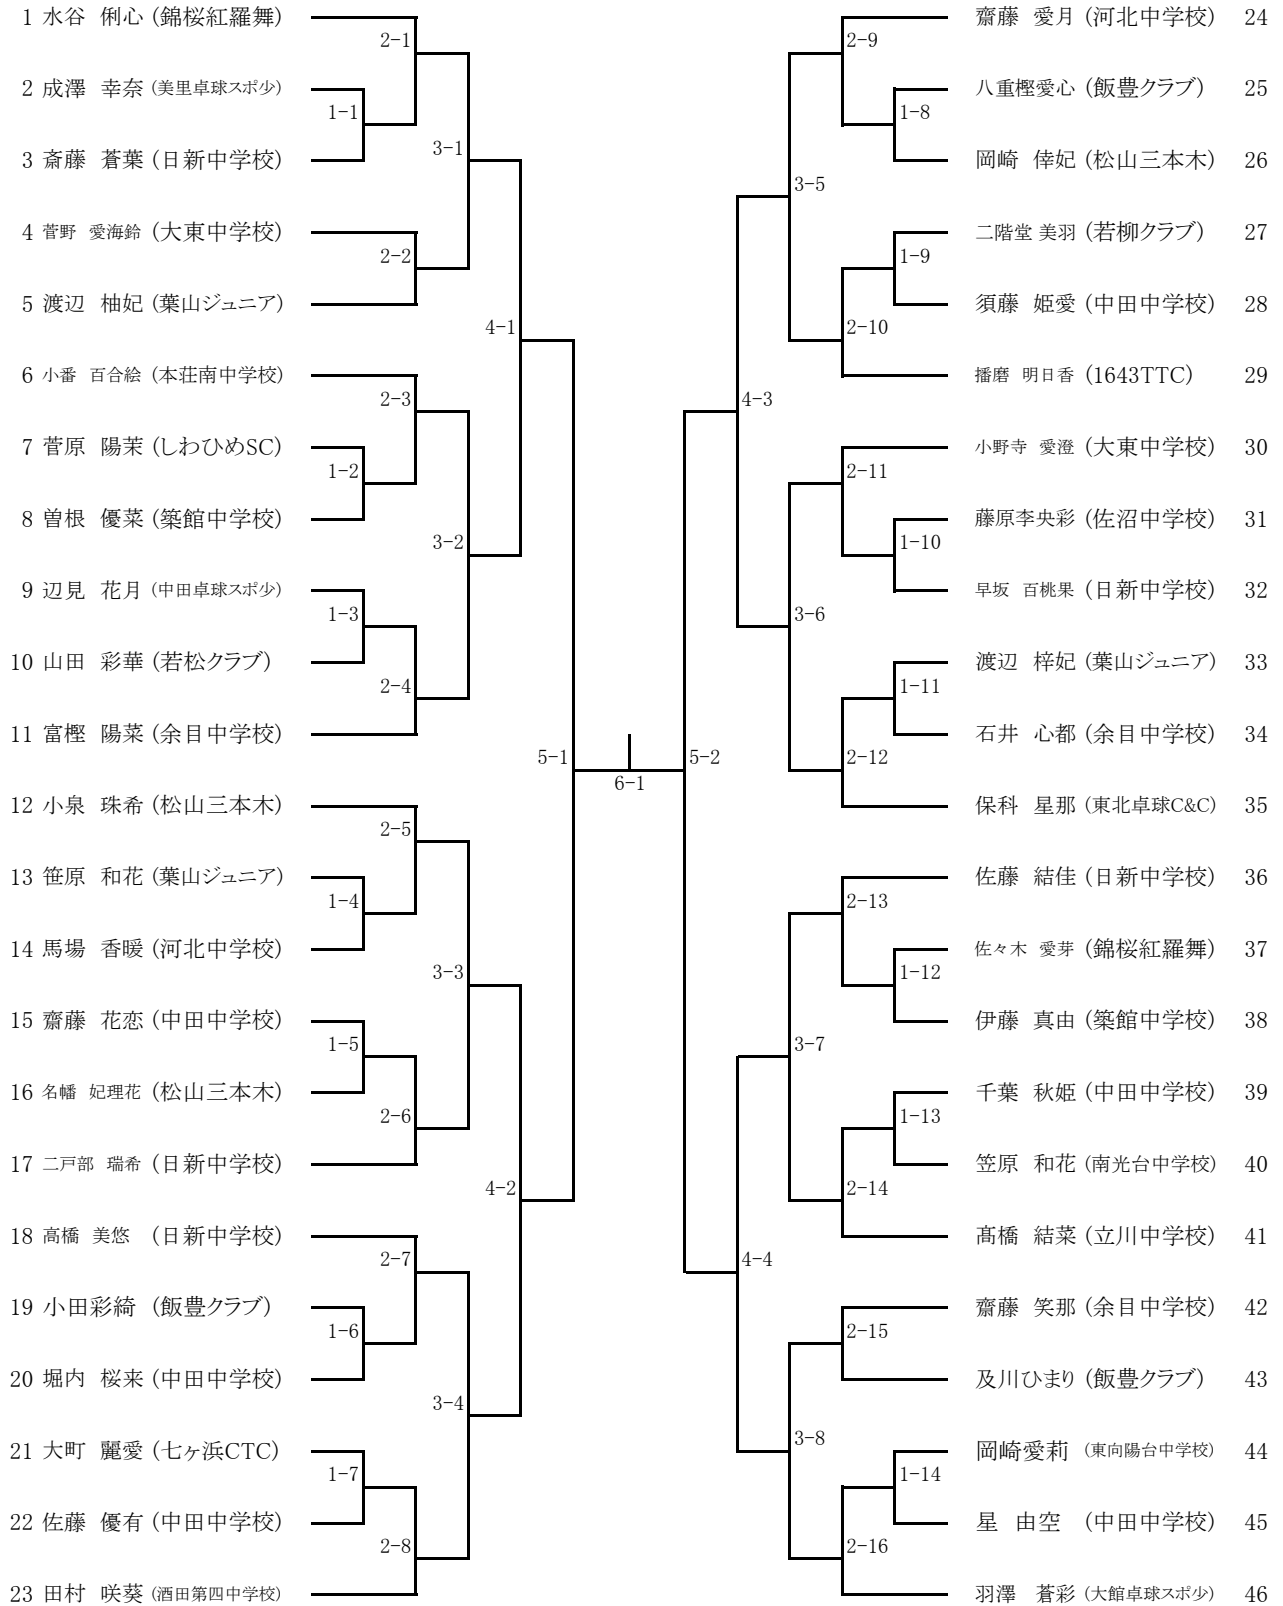 1 水谷 俐心 (錦桜紅羅舞)
2-1
2 成澤 幸奈 (美里卓球スポ少)
1-1
3 斎藤 蒼葉 (日新中学校)
3-1
4 菅野 愛海鈴 (大東中学校)
2-2
5 渡辺 柚妃 (葉山ジュニア)
4-1
6 小番 百合絵 (本荘南中学校)
2-3
7 菅原 陽茉 (しわひめSC)
1-2
8 曽根 優菜 (築館中学校)
3-2
9 辺見 花月 (中田卓球スポ少)
1-3
10 山田 彩華 (若松クラブ)
2-4
11 富樫 陽菜 (余目中学校)
5-1
12 小泉 珠希 (松山三本木)
2-5
13 笹原 和花 (葉山ジュニア)
1-4
14 馬場 香暖 (河北中学校)
3-3
15 齋藤 花恋 (中田中学校)
1-5
16 名幡 妃理花 (松山三本木)
2-6
17 二戸部 瑞希 (日新中学校)
4-2
18 高橋 美悠 (日新中学校)
2-7
19 小田彩綺 (飯豊クラブ)
1-6
20 堀内 桜来 (中田中学校)
3-4
21 大町 麗愛 (七ヶ浜CTC)
1-7
22 佐藤 優有 (中田中学校)
2-8
23 田村 咲葵 (酒田第四中学校)
6-1
齋藤 愛月 (河北中学校) 24
2-9
八重樫愛心 (飯豊クラブ) 25
1-8
岡崎 倖妃 (松山三本木) 26
3-5
二階堂 美羽 (若柳クラブ) 27
1-9
須藤 姫愛 (中田中学校) 28
2-10
播磨 明日香 (1643TTC) 29
4-3
小野寺 愛澄 (大東中学校) 30
2-11
藤原李央彩 (佐沼中学校) 31
1-10
早坂 百桃果 (日新中学校) 32
3-6
渡辺 梓妃 (葉山ジュニア) 33
1-11
石井 心都 (余目中学校) 34
2-12
5-2
保科 星那 (東北卓球C&C) 35
佐藤 結佳 (日新中学校) 36
2-13
佐々木 愛芽 (錦桜紅羅舞) 37
1-12
伊藤 真由 (築館中学校) 38
3-7
千葉 秋姫 (中田中学校) 39
1-13
笠原 和花 (南光台中学校) 40
2-14
髙橋 結菜 (立川中学校) 41
4-4
齋藤 笑那 (余目中学校) 42
2-15
及川ひまり (飯豊クラブ) 43
3-8
岡崎愛莉 (東向陽台中学校) 44
1-14
星 由空 (中田中学校) 45
2-16
羽澤 蒼彩 (大館卓球スポ少) 46